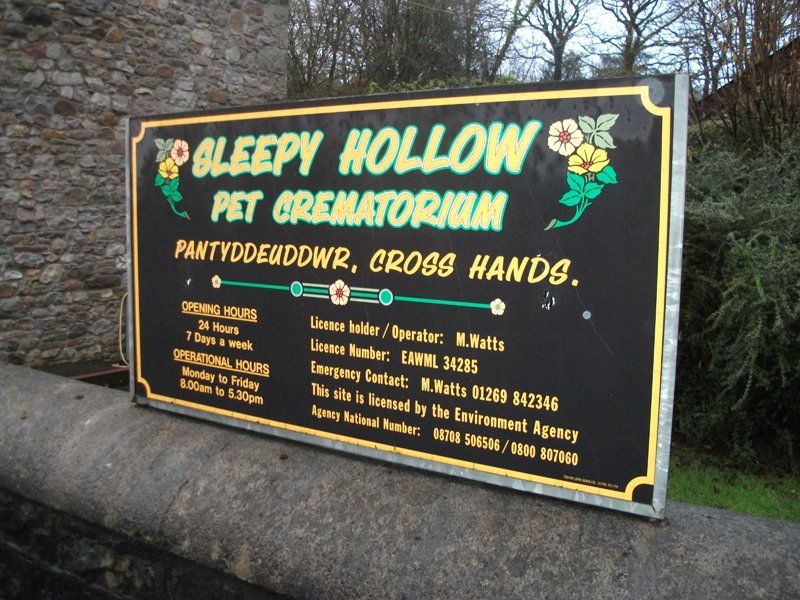 SLEEPY HOLLOW
PET CREMATORIUM
PANTYDDEUDDWR, CROSS HANDS.
OPENING HOURS
24 Hours
7 Days a week
OPERATIONAL HOURS
Monday to Friday
8.00am to 5.30pm
Licence holder / Operator: M.Watts
Licence Number: EAWML 34285
Emergency Contact: M.Watts 01269 842346
This site is licensed by the Environment Agency
Agency National Number: 08708 506506 / 0800 807060